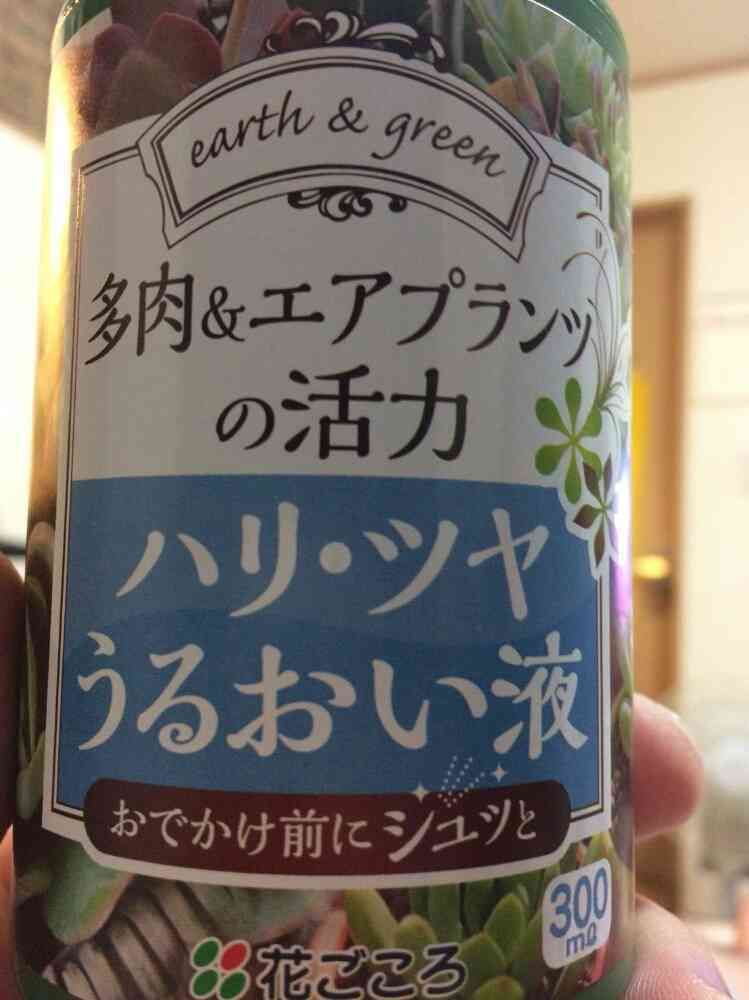 earth & green
多肉&エアプランツ
の活力
ハリ・ツヤ
うるおい液
おでかけ前にシュツと
300
mℓ
花ごころ